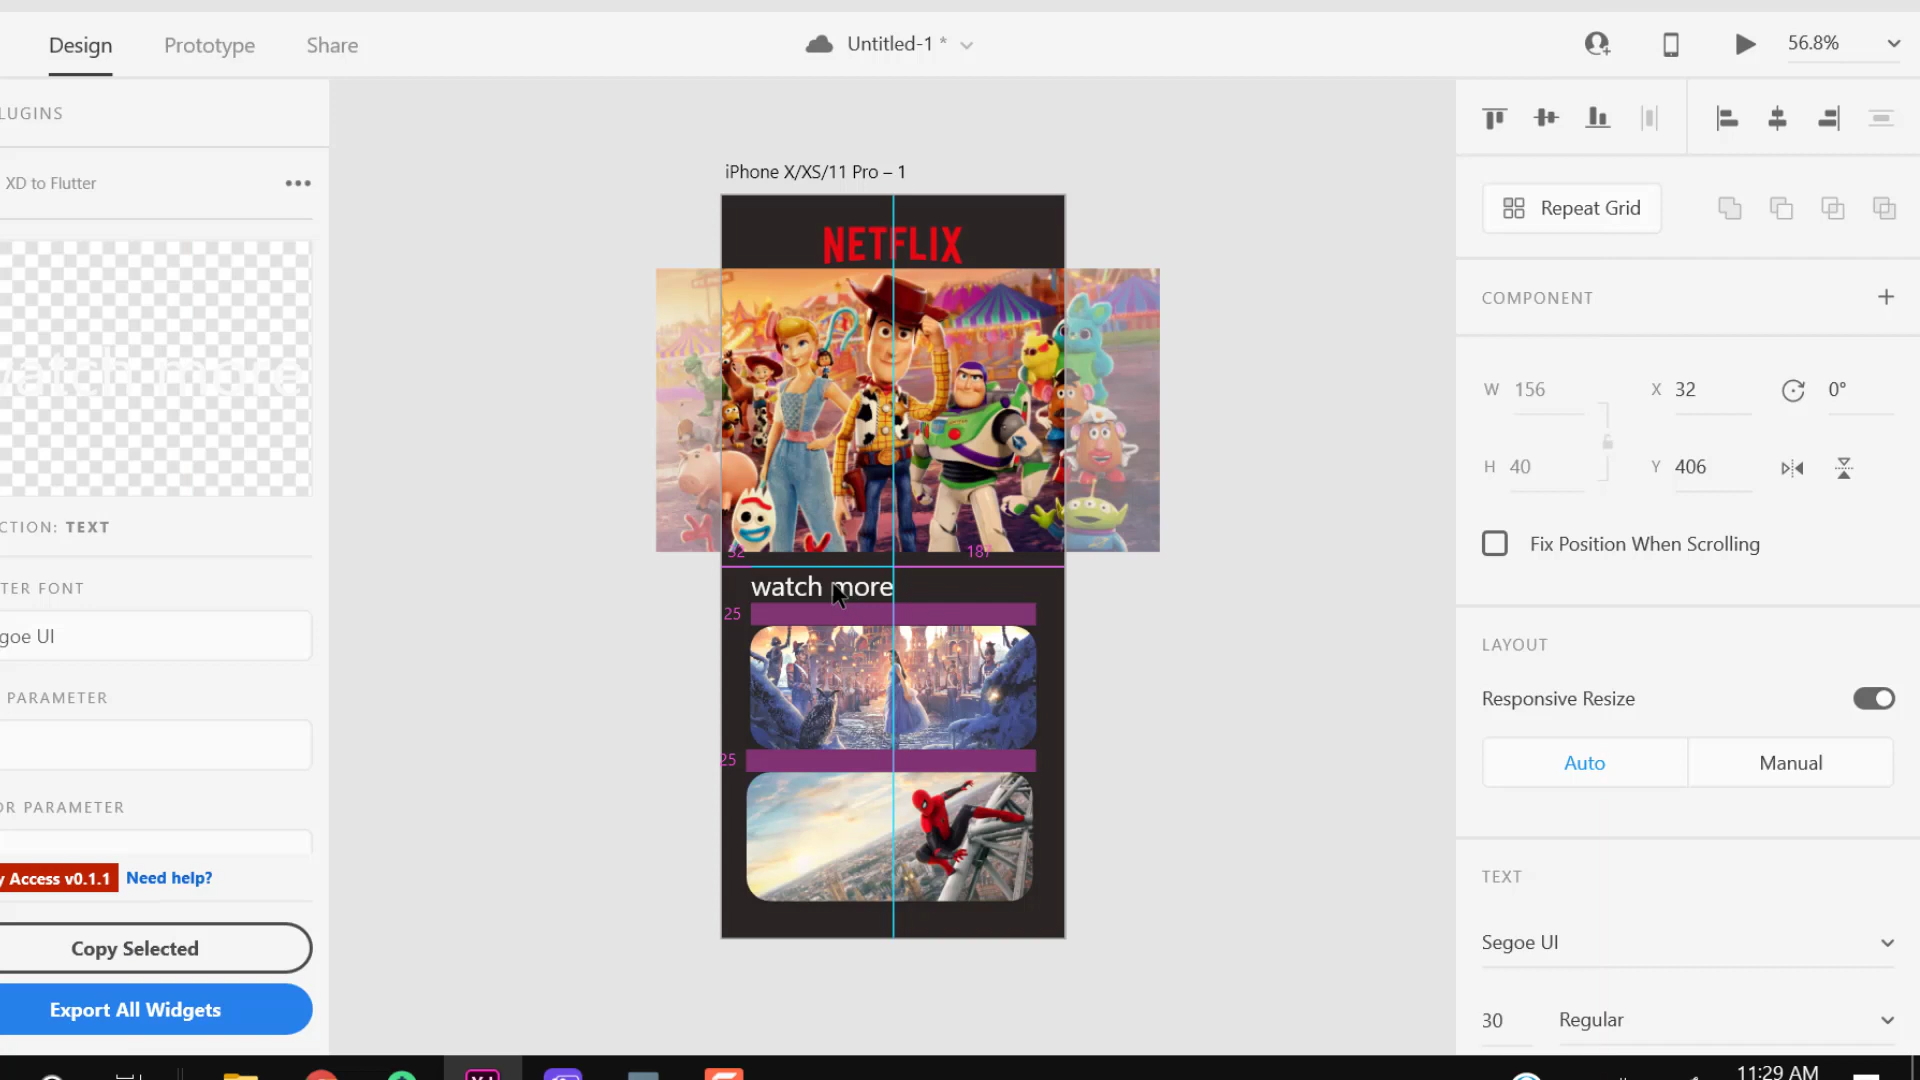 Design
Prototype
Share
Untitled-1 *
56.8%
LUGINS
XD to Flutter
watch more
CTION: TEXT
TER FONT
goe UI
PARAMETER
OR PARAMETER
y Access v0.1.1
Need help?
Copy Selected
Export All Widgets
iPhone X/XS/11 Pro – 1
NETFLIX
32
187
watch more
25
25
Repeat Grid
COMPONENT
W 156
X 32
0°
H 40
Y 406
Fix Position When Scrolling
LAYOUT
Responsive Resize
Auto
Manual
TEXT
Segoe UI
30
Regular
11:29 AM